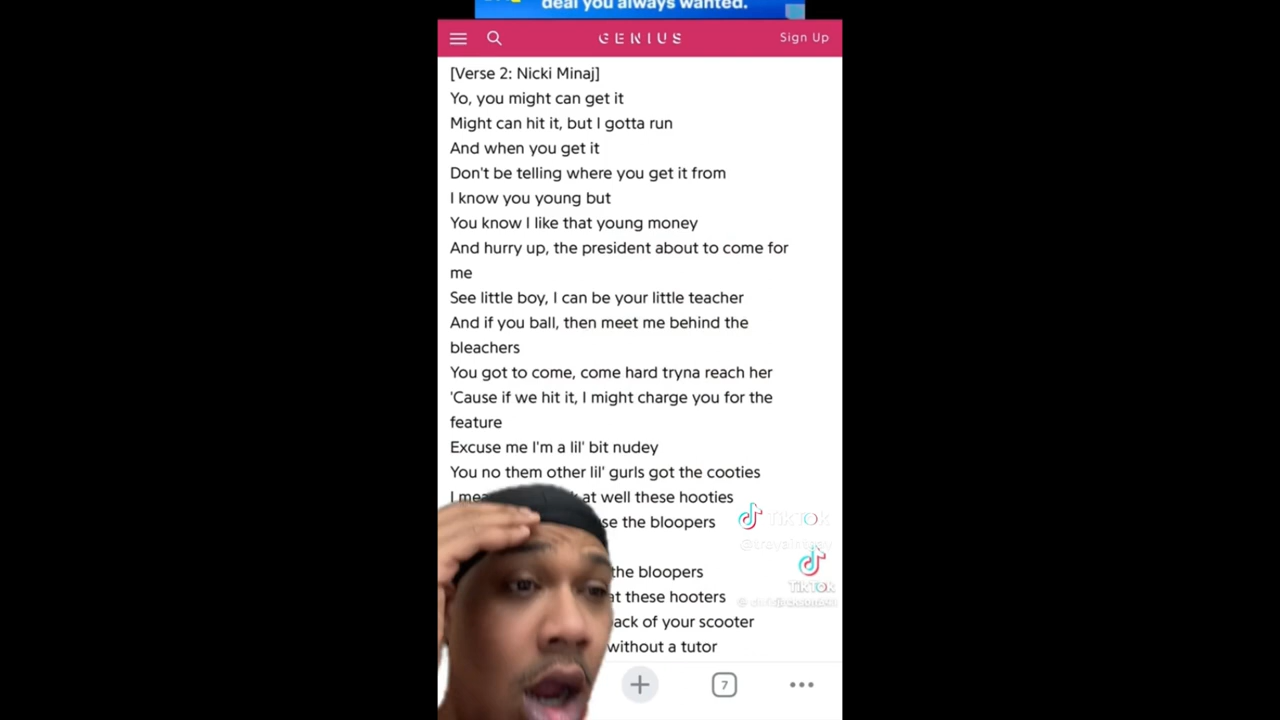 deal you always wanted.
GENIUS
Sign Up
[Verse 2: Nicki Minaj]
Yo, you might can get it
Might can hit it, but I gotta run
And when you get it
Don't be telling where you get it from
I know you young but
You know I like that young money
And hurry up, the president about to come for
me
See little boy, I can be your little teacher
And if you ball, then meet me behind the
bleachers
You got to come, come hard tryna reach her
'Cause if we hit it, I might charge you for the
feature
Excuse me I'm a lil' bit nudey
You no them other lil' gurls got the cooties
I at well these hooties
the bloopers
TikTok
the bloopers
at these hooters
TikTok
of your scooter
without a tutor
7